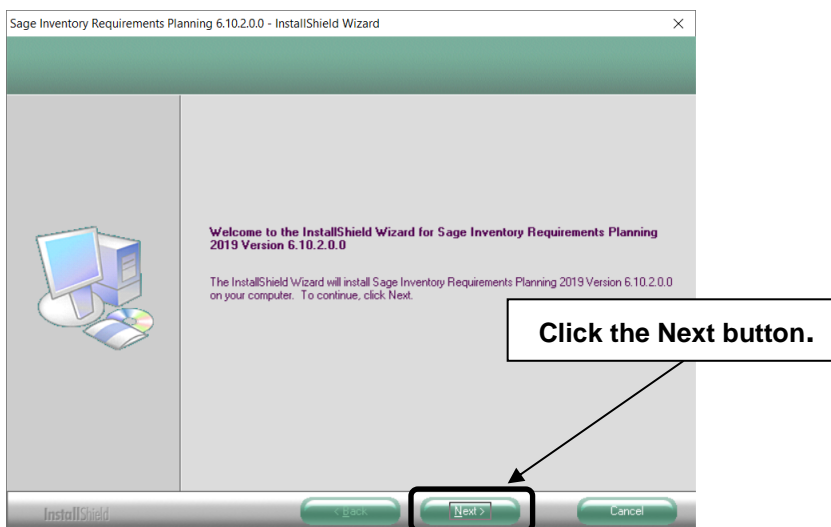 Sage Inventory Requirements Planning 6.10.2.0.0 - InstallShield Wizard
Welcome to the InstallShield Wizard for Sage Inventory Requirements Planning
2019 Version 6.10.2.0.0
The InstallShield Wizard will install Sage Inventory Requirements Planning 2019 Version 6.10.2.0.0
on your computer. To continue, click Next.
Click the Next button.
InstallShield
< Back
Next >
Cancel